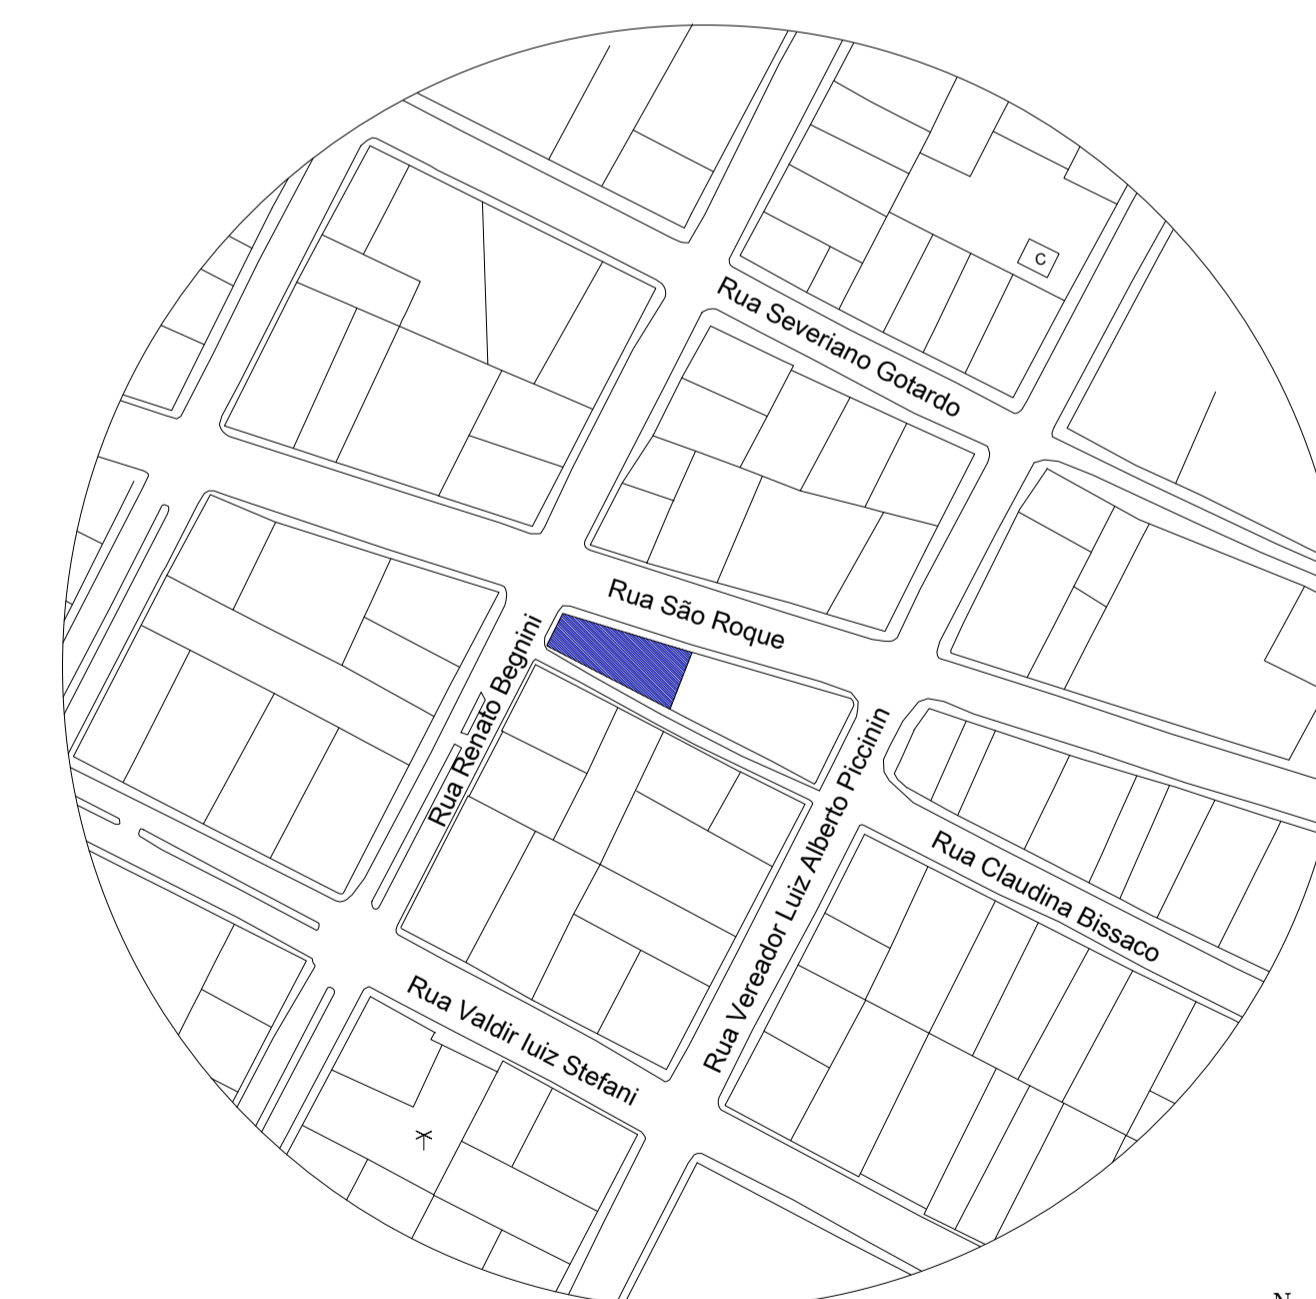 C
Rua Severiano Gotardo
Rua São Roque
Rua Renato Begnini
Rua Vereador Luiz Alberto Piccinin
Rua Claudina Bissaco
Rua Valdir luiz Stefani
N